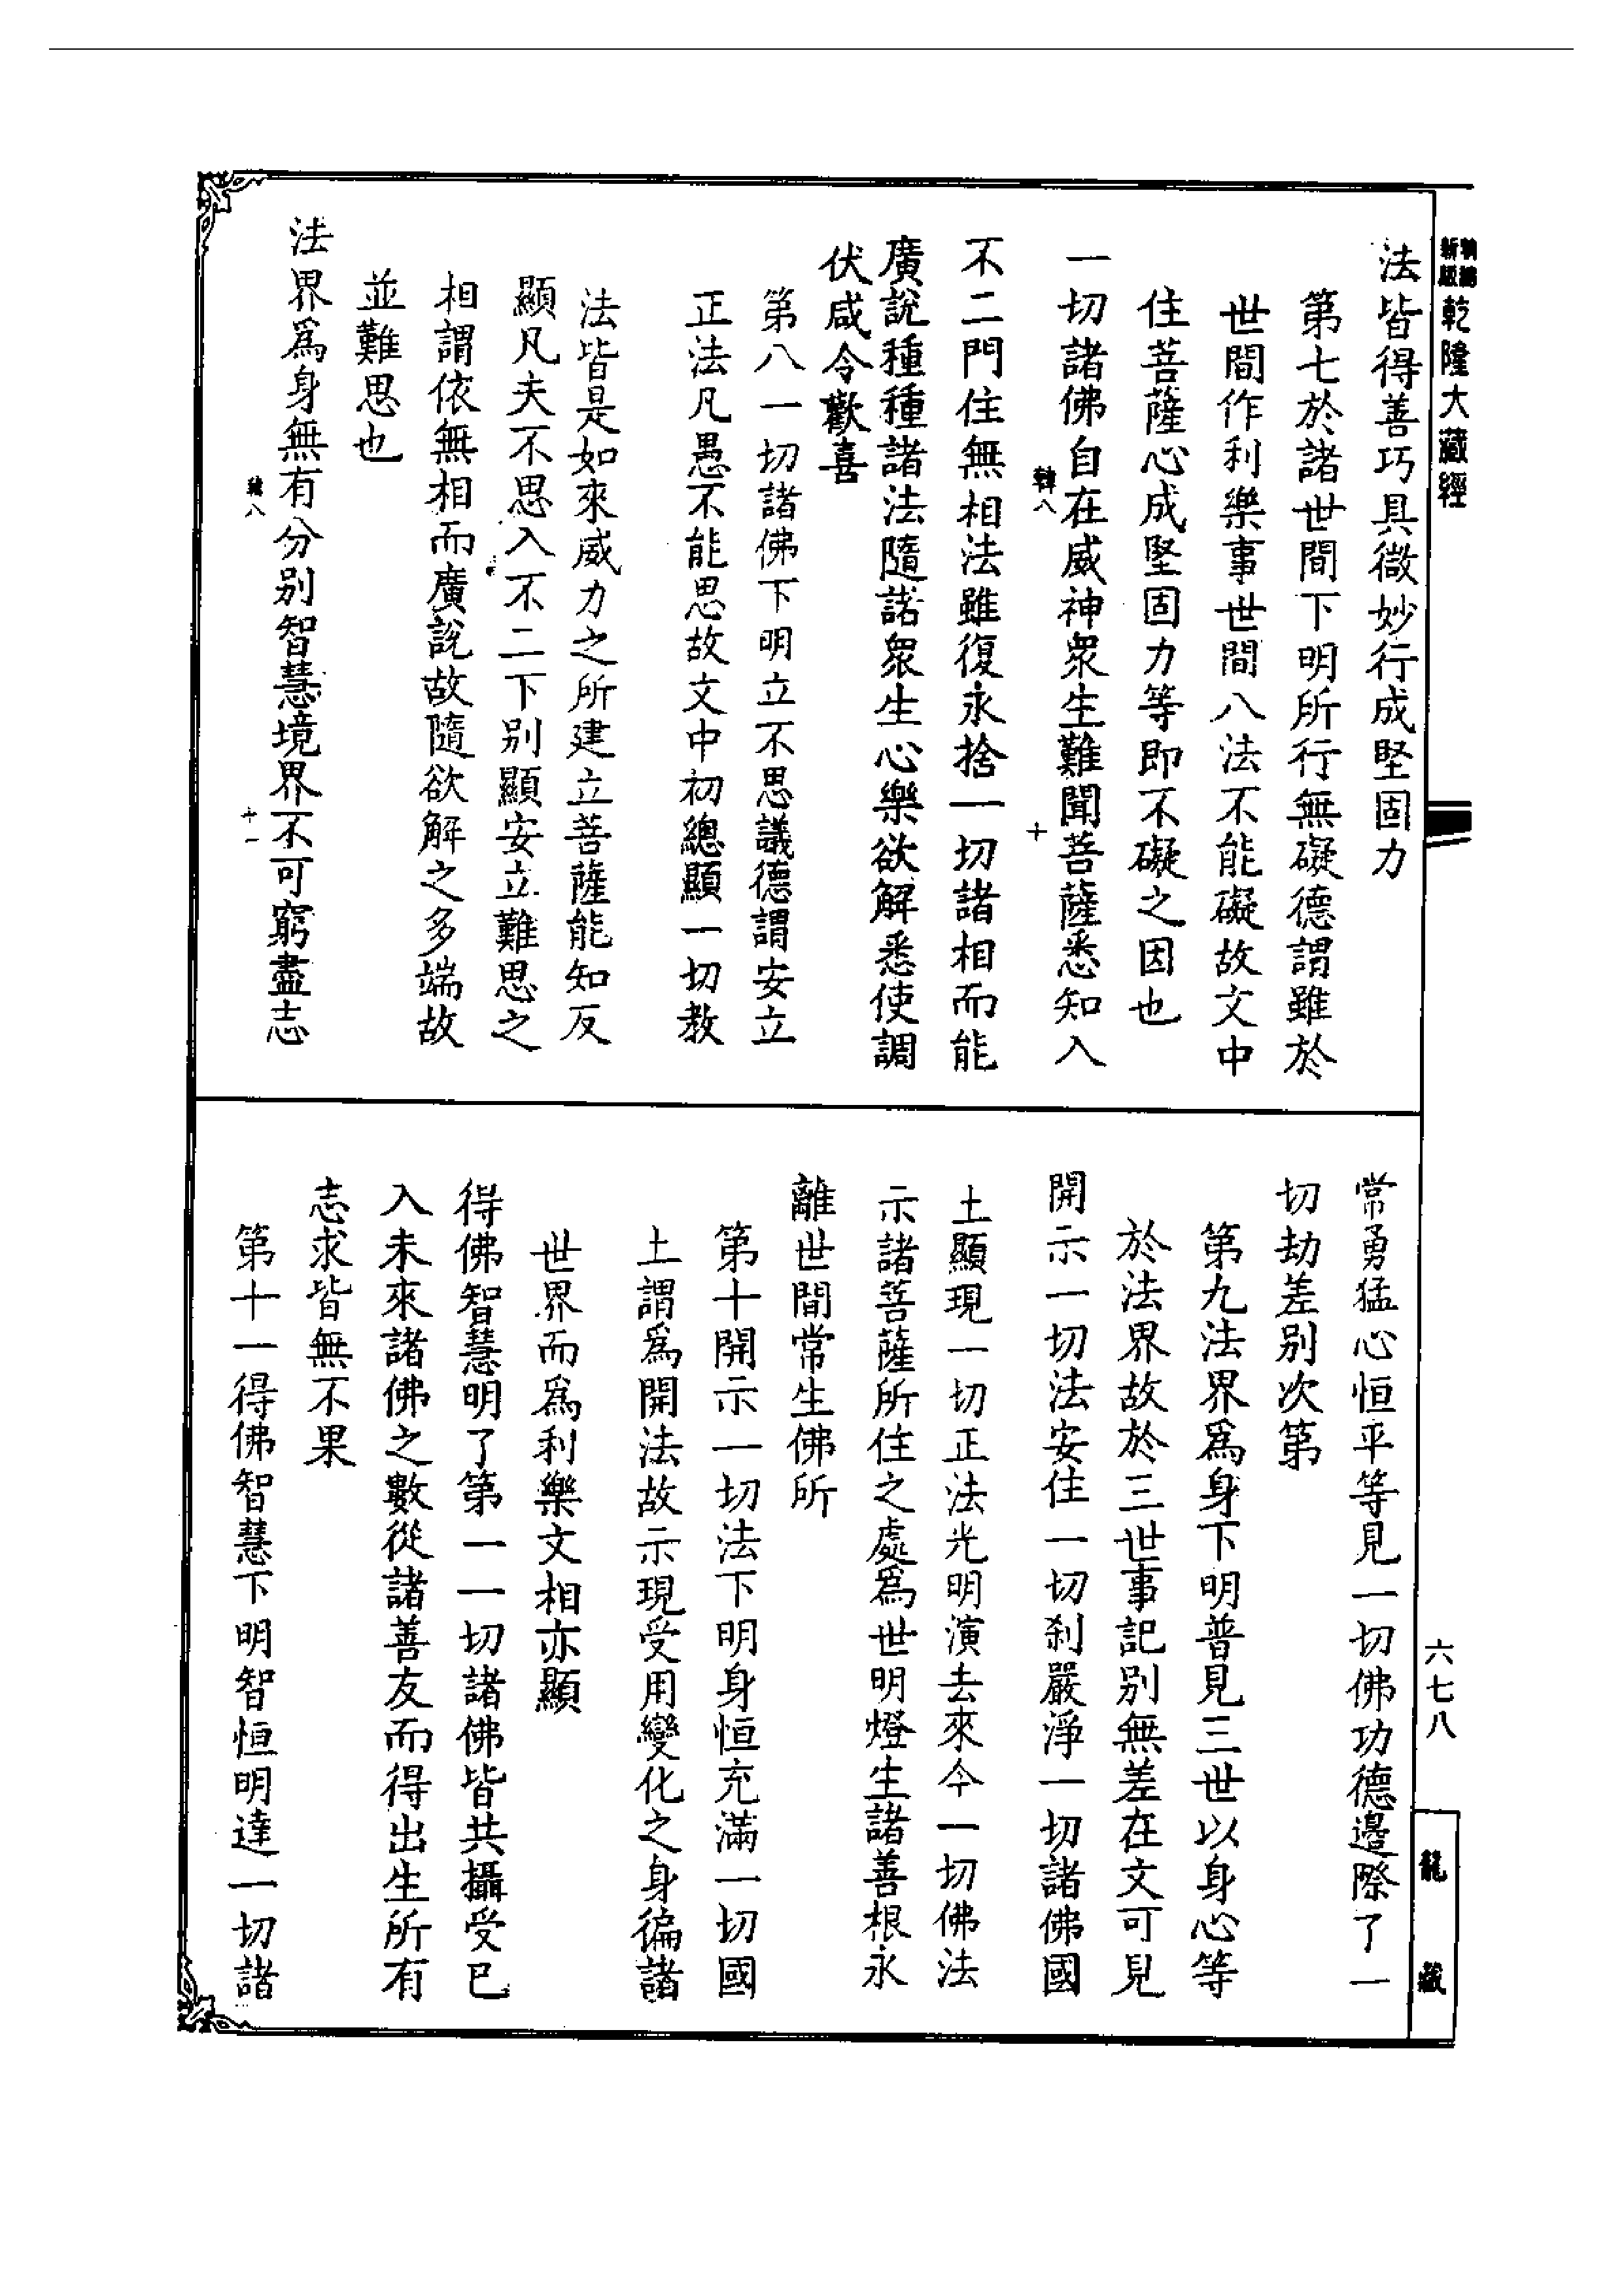 新編
縮版
乾隆大藏經
法皆得善巧具微妙行成堅固力
第七於諸世間下明所行無礙德謂雖於
世間作利樂事世間八法不能礙故文中
住菩薩心成堅固力等即不礙之因也
一切諸佛自在威神眾生難聞菩薩悉知入
韓八
十
不二門住無相法雖復永捨一切諸相而能
廣說種種諸法隨諸眾生心樂欲解悉使調
伏咸令歡喜
第八一切諸佛下明立不思議德謂安立
正法凡愚不能思故文中初總顯一切教
法皆是如來威力之所建立菩薩能知反
顯凡夫不思入不二下別顯安立難思之
相謂依無相而廣說故隨欲解之多端故
並難思也
法界為身無有分別智慧境界不可窮盡志
韓八
十一
常勇猛心恒平等見一切佛功德邊際了一
切劫差別次第
第九法界為身下明普見三世以身心等
於法界故於三世事記別無差在文可見
開示一切法安住一切剎嚴淨一切諸佛國
土顯現一切正法光明演去來今一切佛法
示諸菩薩所住之處為世明燈生諸善根永
離世間常生佛所
第十開示一切法下明身恒充滿一切國
土謂為開法故示現受用變化之身徧諸
世界而為利樂文相亦顯
得佛智慧明了第一一切諸佛皆共攝受已
入未來諸佛之數從諸善友而得出生所有
志求皆無不果
第十一得佛智慧下明智恒明達一切諸
六七八
龍藏